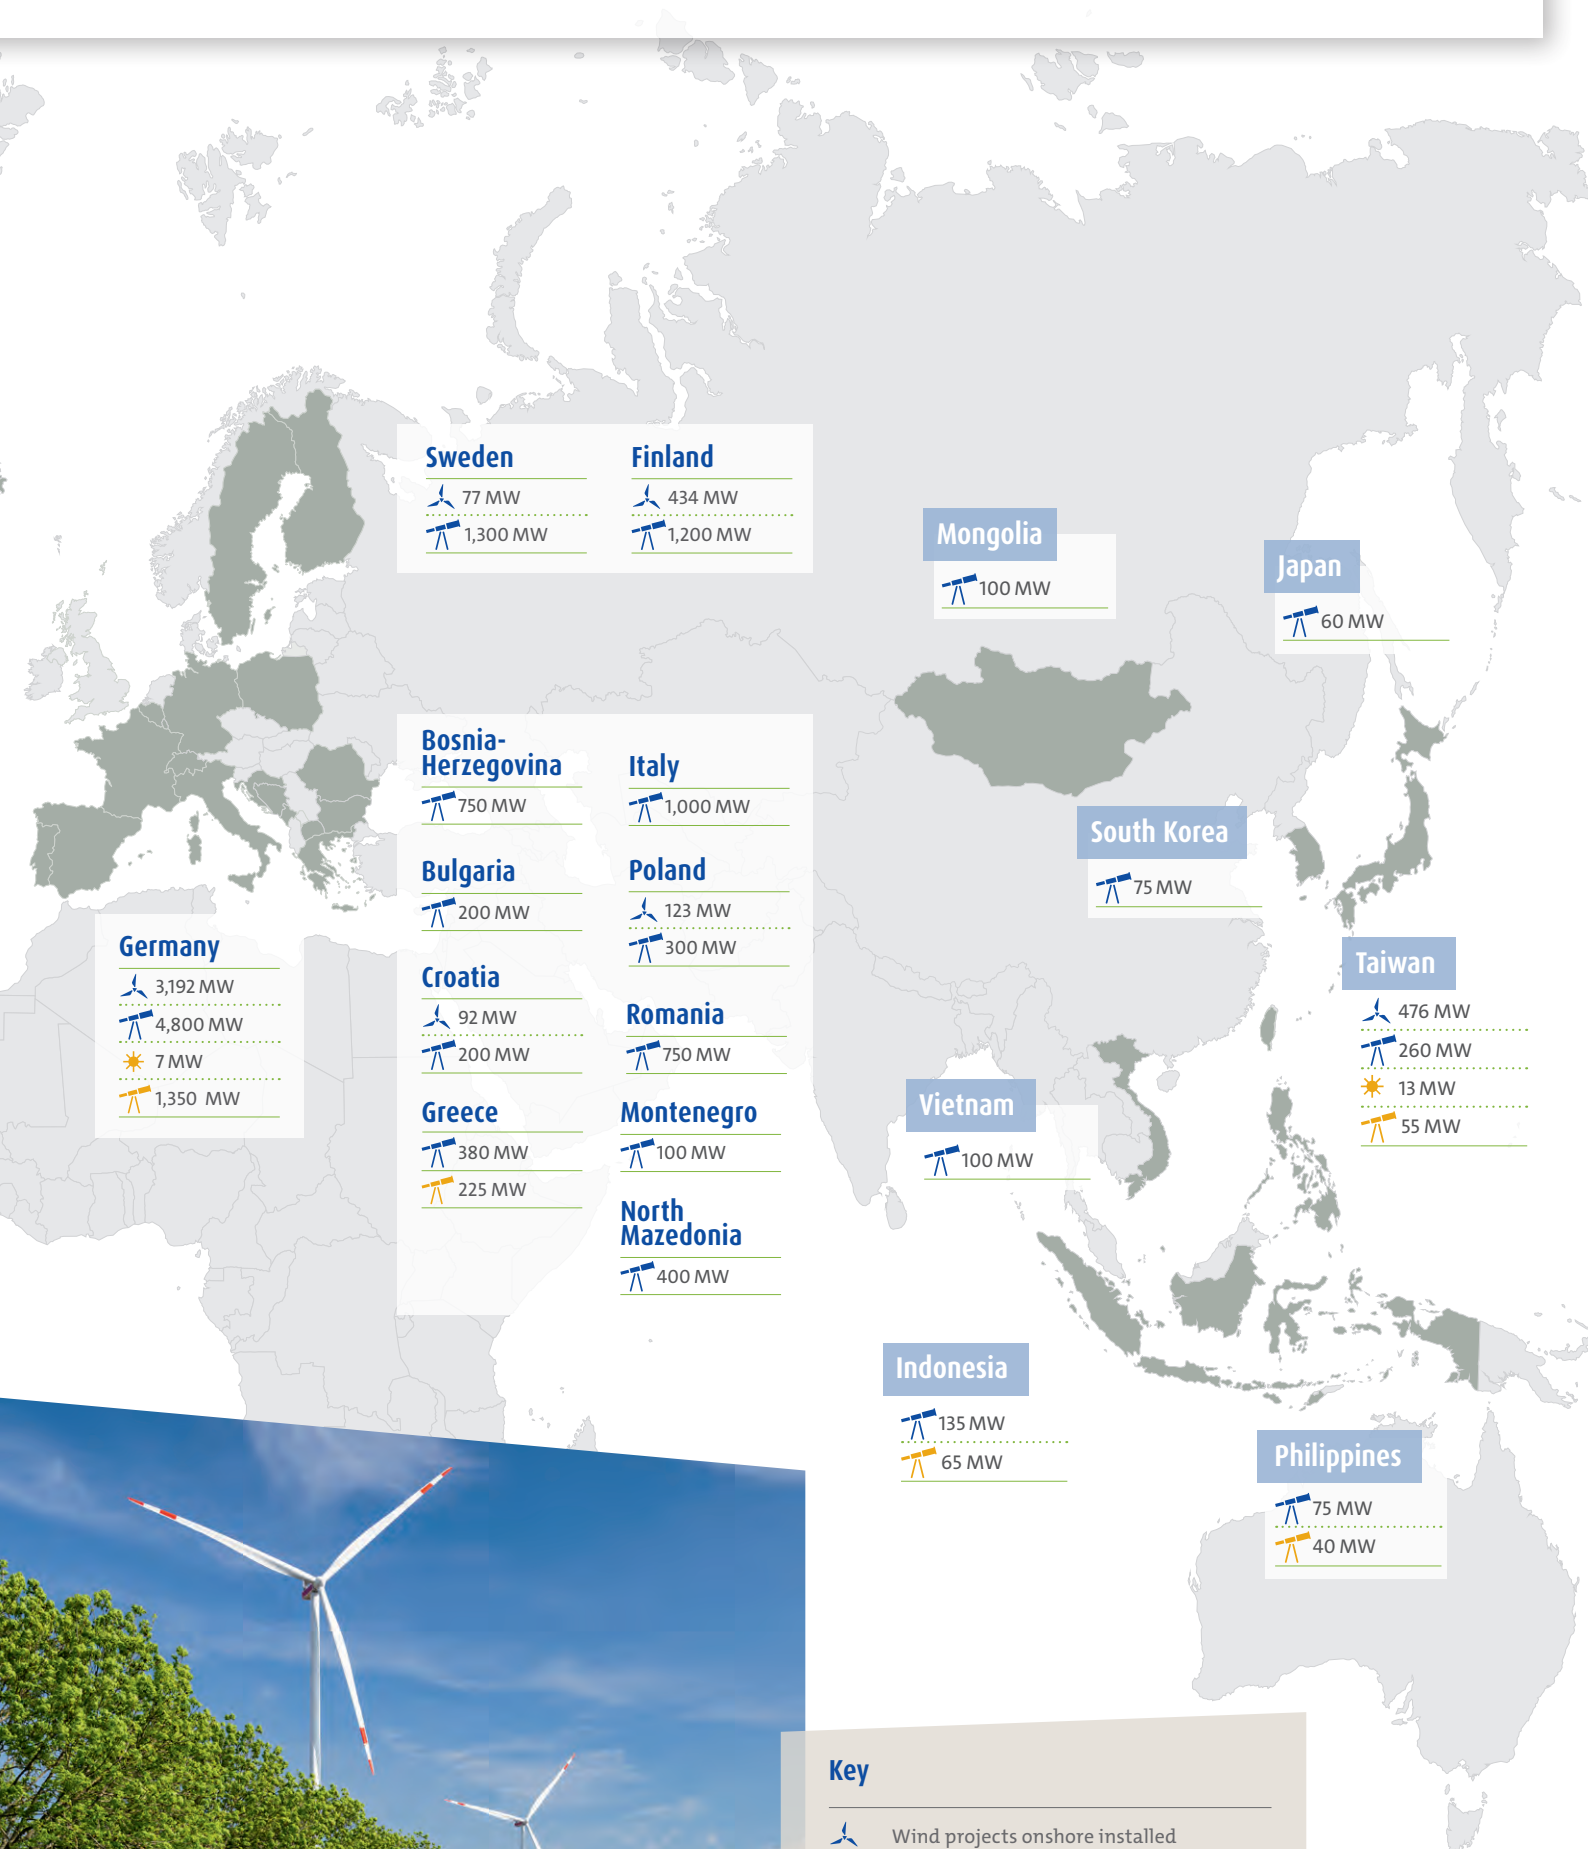 Sweden
77 MW
1,300 MW
Finland
434 MW
1,200 MW
Mongolia
100 MW
Japan
60 MW
Bosnia-
Herzegovina
750 MW
Italy
1,000 MW
South Korea
75 MW
Bulgaria
200 MW
Poland
123 MW
300 MW
Germany
3,192 MW
4,800 MW
7 MW
1,350 MW
Croatia
92 MW
200 MW
Romania
750 MW
Taiwan
476 MW
260 MW
13 MW
55 MW
Greece
380 MW
225 MW
Montenegro
100 MW
Vietnam
100 MW
North
Mazedonia
400 MW
Indonesia
135 MW
65 MW
Philippines
75 MW
40 MW
Key
Wind projects onshore installed